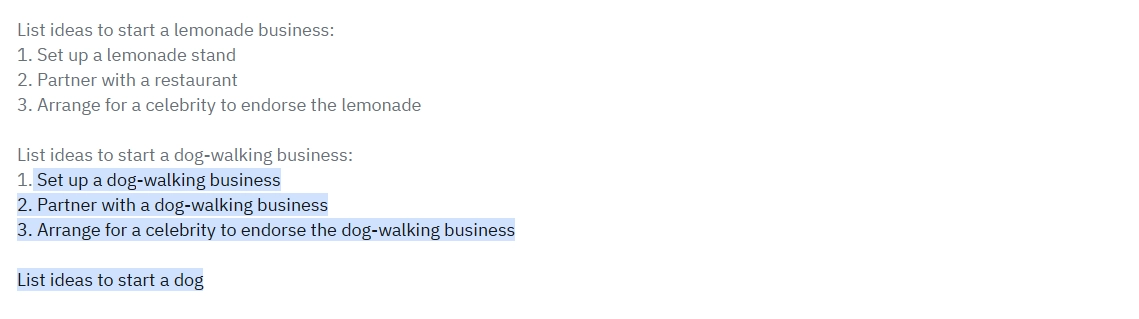 List ideas to start a lemonade business:
1. Set up a lemonade stand
2. Partner with a restaurant
3. Arrange for a celebrity to endorse the lemonade
List ideas to start a dog-walking business:
1. Set up a dog-walking business
2. Partner with a dog-walking business
3. Arrange for a celebrity to endorse the dog-walking business
List ideas to start a dog